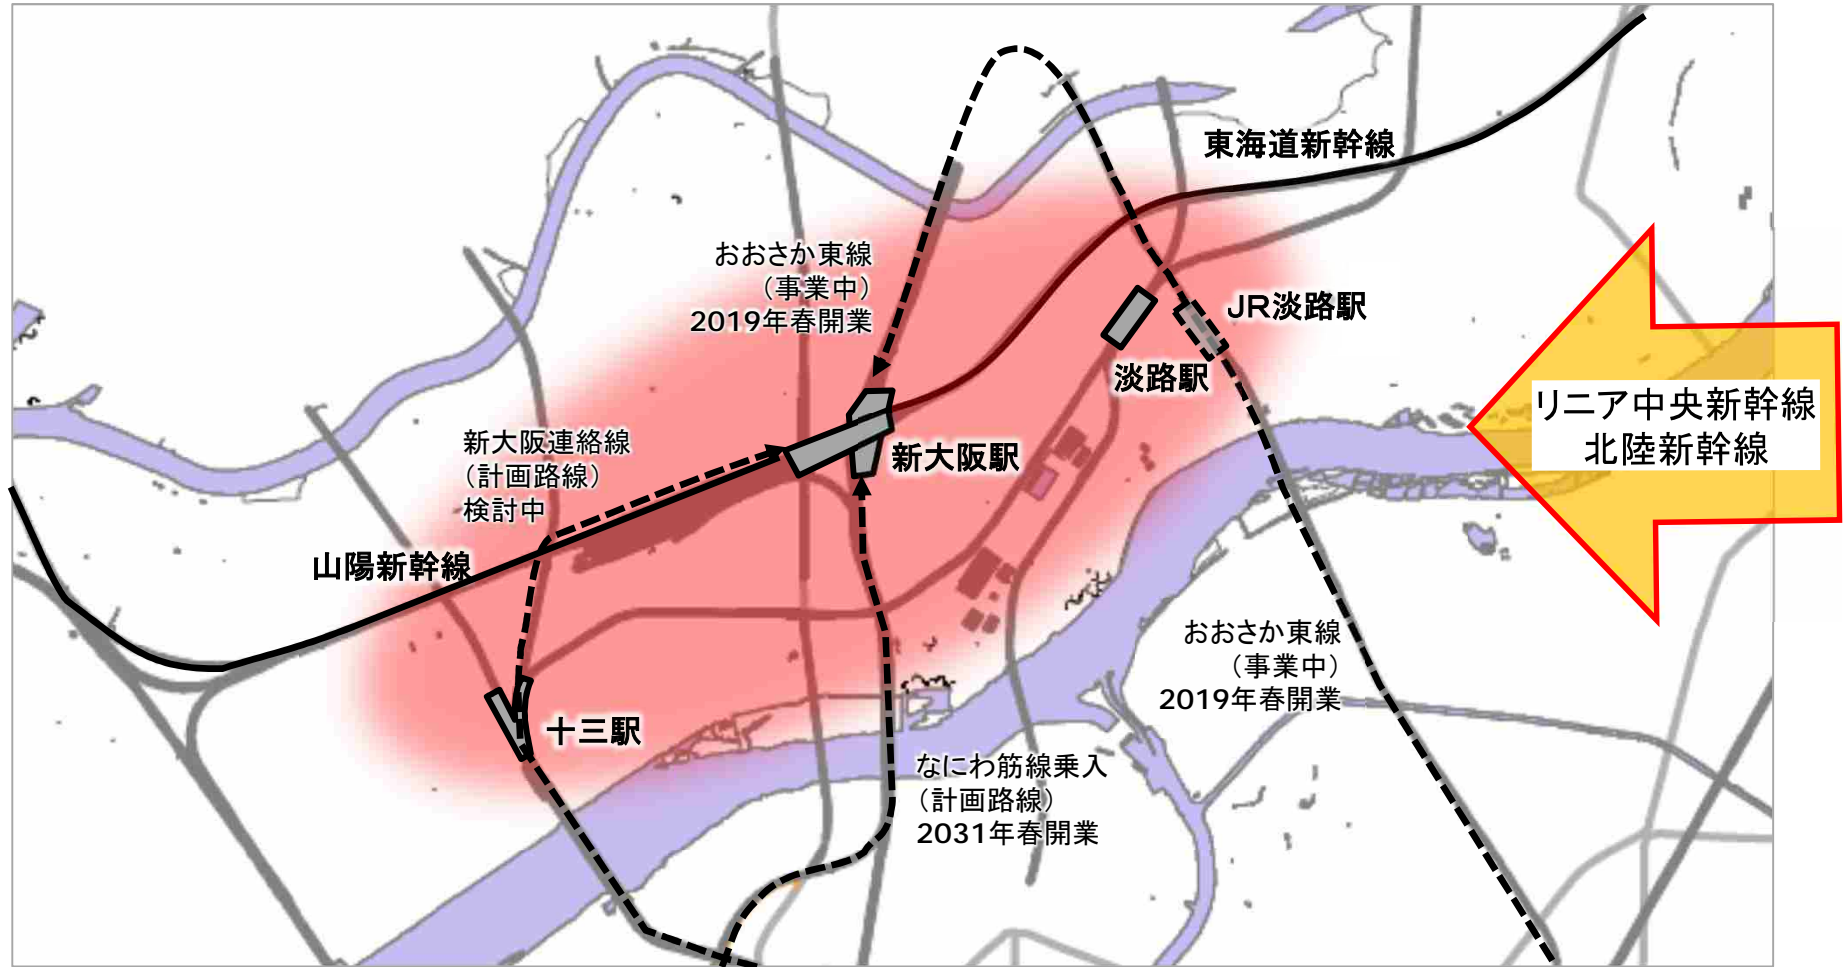 東海道新幹線
おおさか東線
（事業中）
2019年春開業
JR淡路駅
淡路駅
リニア中央新幹線
北陸新幹線
新大阪連絡線
（計画路線）
検討中
新大阪駅
山陽新幹線
おおさか東線
（事業中）
2019年春開業
十三駅
なにわ筋線乗入
（計画路線）
2031年春開業